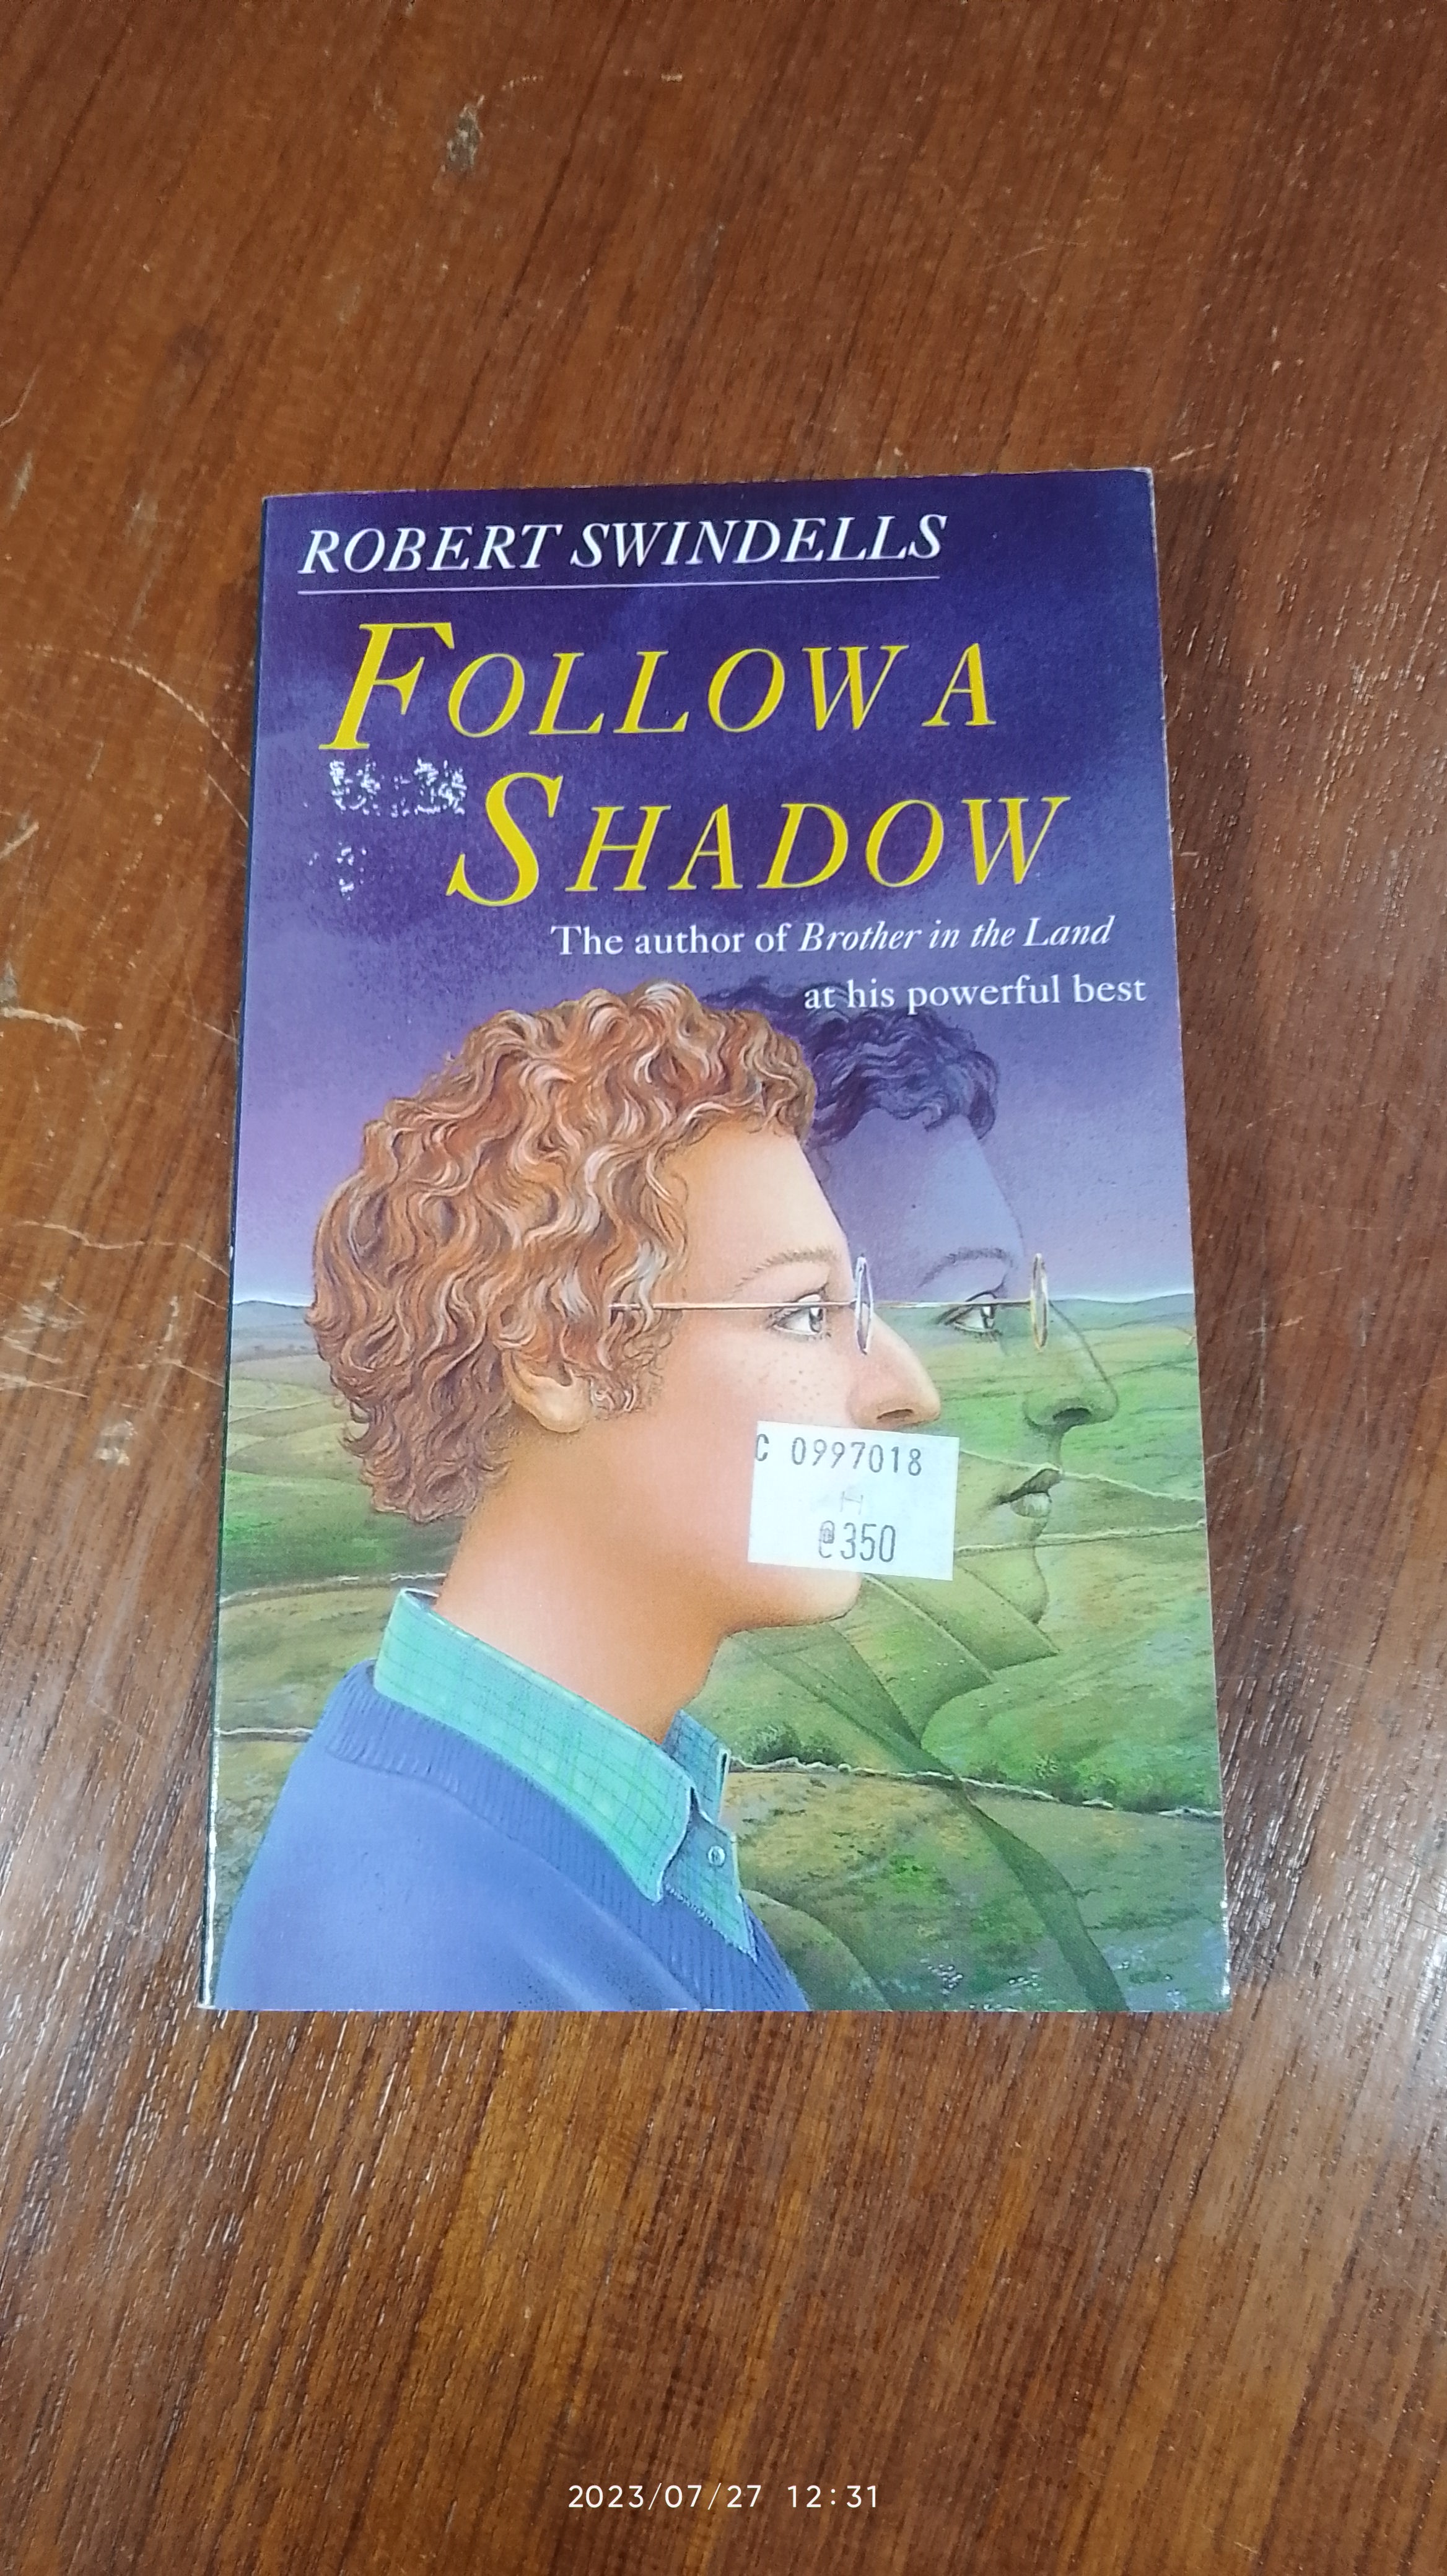 ROBERT SWINDELLS
FOLLOW A
SHADOW
The author of Brother in the Land
at his powerful best
C 0997018
H
@350
2023/07/27 12:31